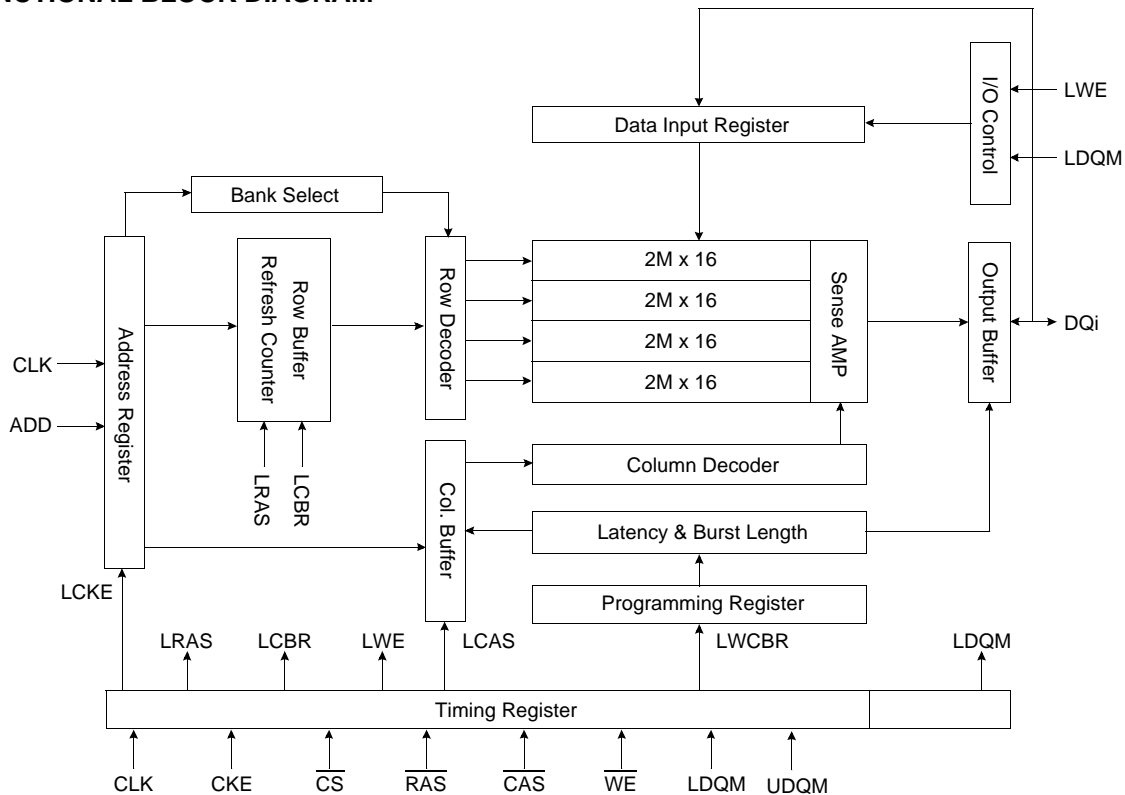 LWE
I/O Control
Data Input Register
LDQM
Bank Select
Address Register
Refresh Counter
Row Buffer
Row Decoder
2M x 16
2M x 16
2M x 16
2M x 16
Sense AMP
Output Buffer
DQi
CLK
ADD
LRAS
LCBR
Col. Buffer
Column Decoder
Latency & Burst Length
Programming Register
LCKE
LRAS
LCBR
LWE
LCAS
LWCBR
LDQM
Timing Register
CLK
CKE
CS
RAS
CAS
WE
LDQM
UDQM